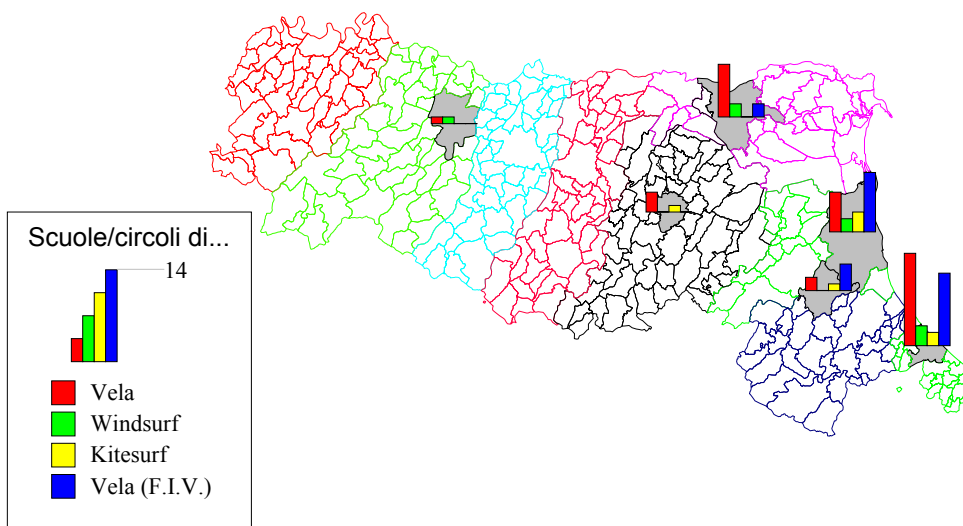 Scuole/circoli di...
14
Vela
Windsurf
Kitesurf
Vela (F.I.V.)